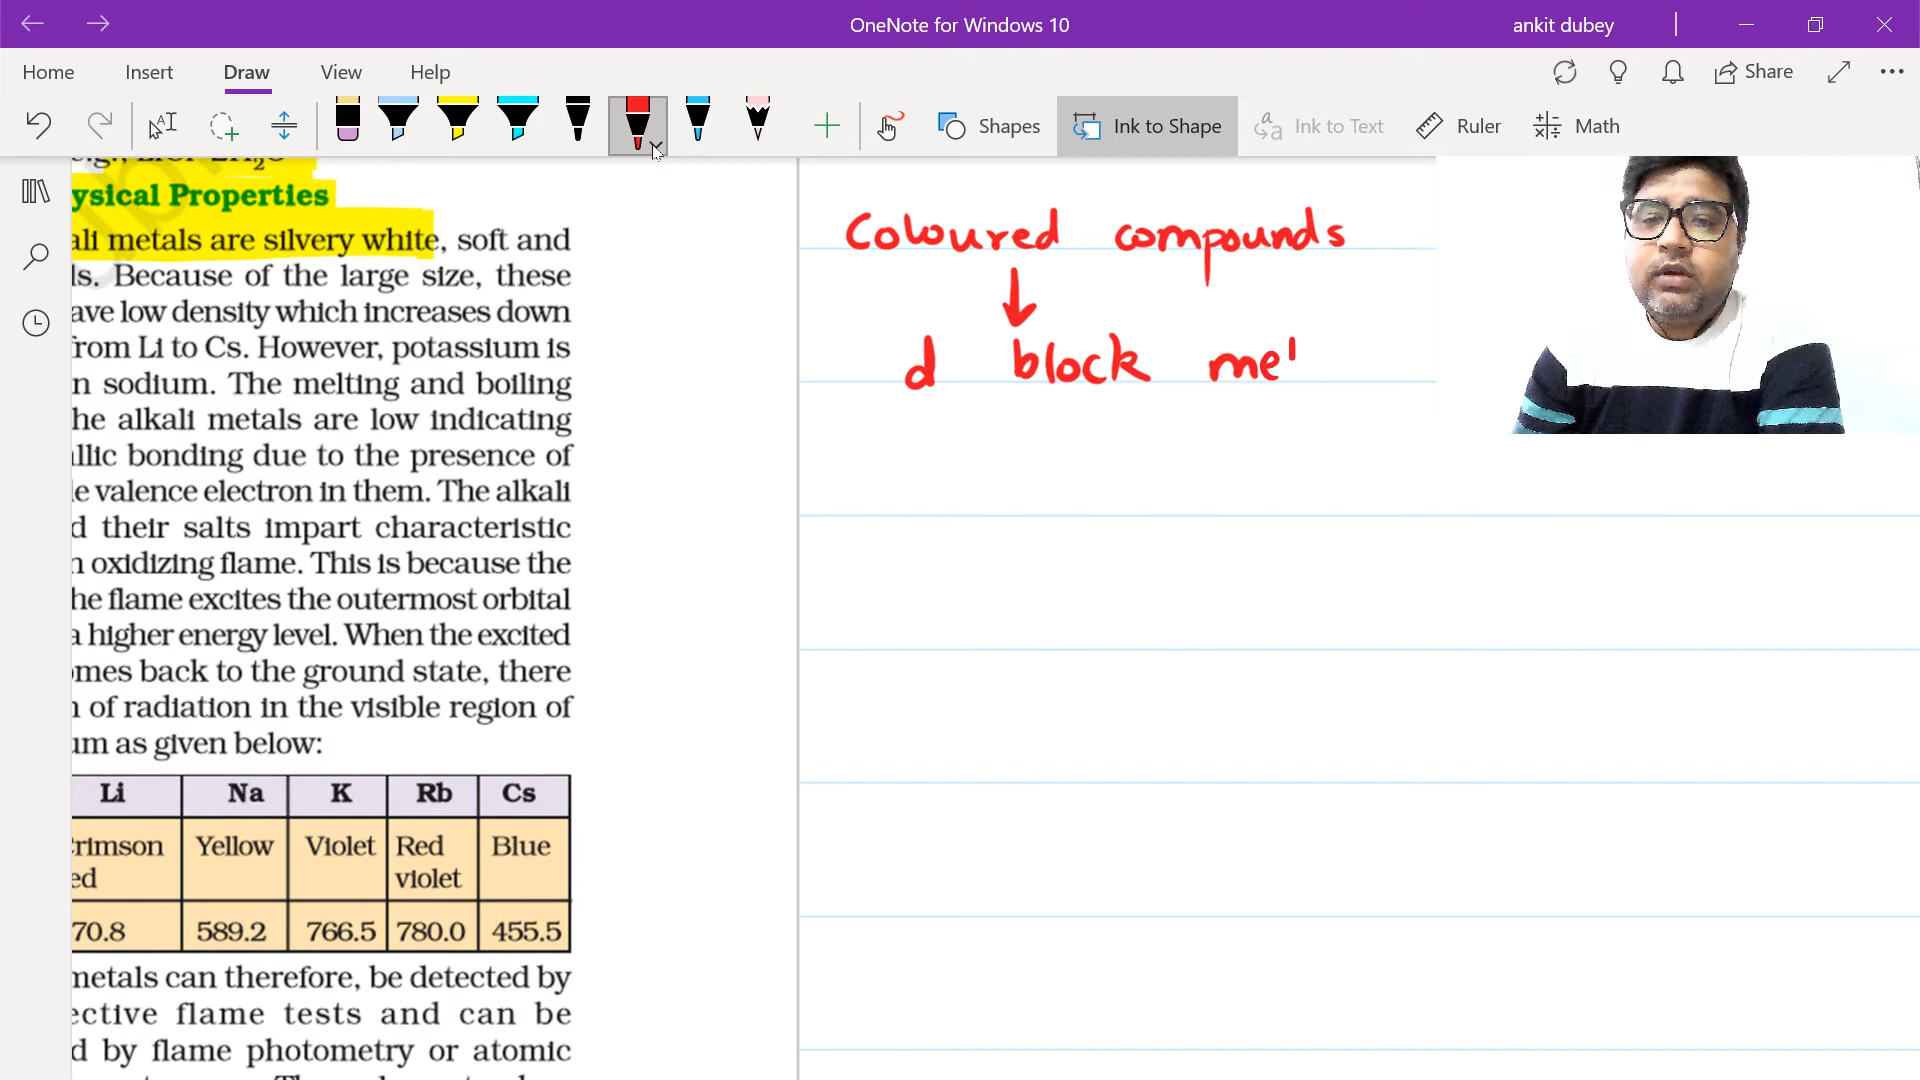 OneNote for Windows 10
ankit dubey
Home Insert Draw View Help
Share
Shapes
Ink to Shape
Ink to Text
Ruler
Math
ysical Properties
ali metals are silvery white, soft and
ls. Because of the large size, these
ave low density which increases down
from Li to Cs. However, potassium is
n sodium. The melting and boiling
he alkali metals are low indicating
llic bonding due to the presence of
le valence electron in them. The alkali
d their salts impart characteristic
n oxidizing flame. This is because the
he flame excites the outermost orbital
a higher energy level. When the excited
omes back to the ground state, there
n of radiation in the visible region of
um as given below:
Li Na K Rb Cs
rimson Yellow Violet Red Blue
ed violet
70.8 589.2 766.5 780.0 455.5
metals can therefore, be detected by
ective flame tests and can be
d by flame photometry or atomic
Coloured compounds
d block me